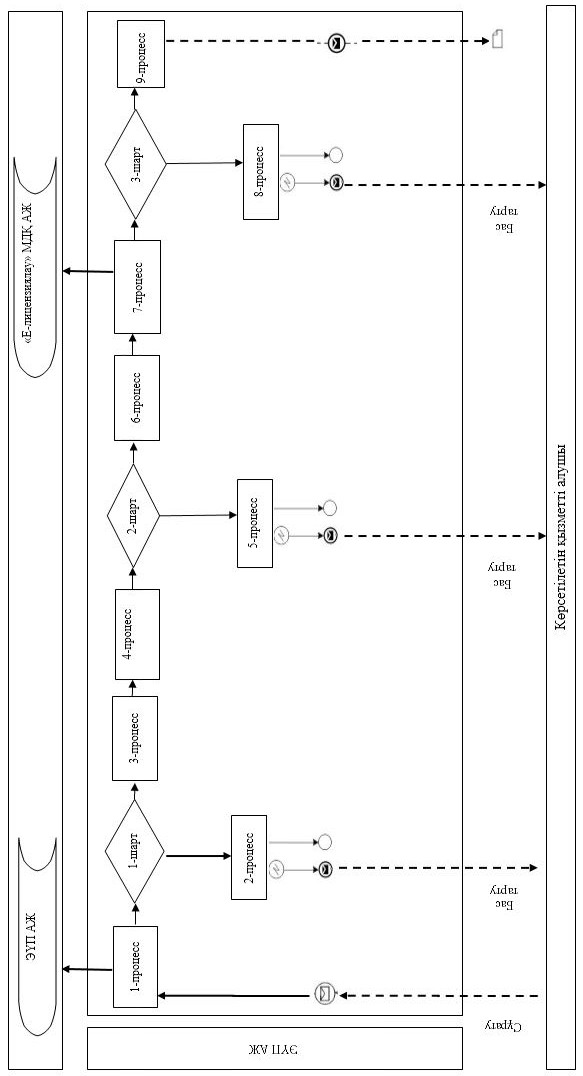 ЭҮП АЖ
«Е-лицензиялау» МДҚ АЖ
ЭҮП АЖ
1-процесс
1-шарт
2-процесс
3-процесс
4-процесс
2-шарт
5-процесс
6-процесс
7-процесс
3-шарт
8-процесс
9-процесс
Сұрату
Бас
тарту
Бас
тарту
Бас
тарту
Көрсетілетін қызметті алушы